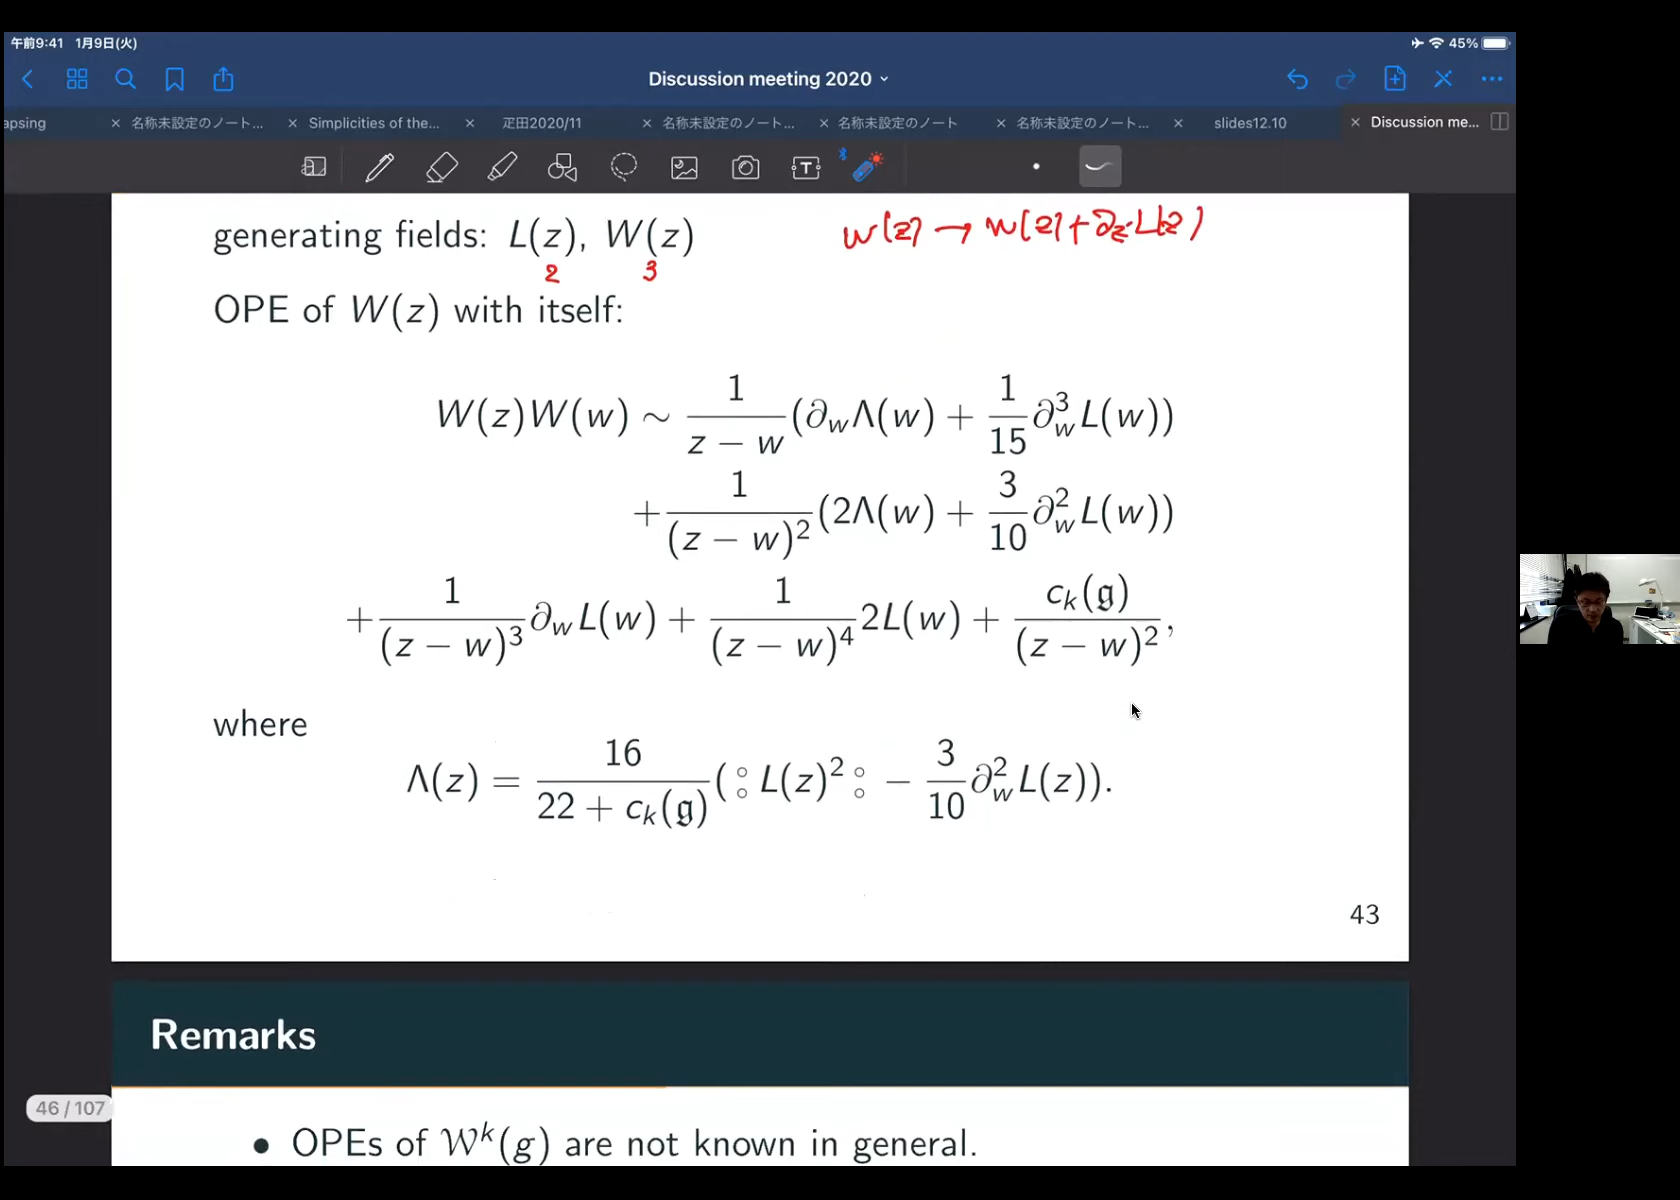 午前9:41 1月9日(火)
45%
Discussion meeting 2020
apsing
名称未設定のノート...
Simplicities of the...
疋田2020/11
名称未設定のノート...
名称未設定のノート
名称未設定のノート...
slides12.10
Discussion me...
generating fields: L(z), W(z)
2 3
w(z) → w(z)+∂z L(z)
OPE of W(z) with itself:
W(z)W(w) ∼ 1/(z − w) (∂_wΛ(w) + 1/15 ∂_w^3 L(w))
+ 1/(z − w)^2 (2Λ(w) + 3/10 ∂_w^2 L(w))
+ 1/(z − w)^3 ∂_w L(w) + 1/(z − w)^4 2L(w) + c_k(𝔤)/(z − w)^2,
where
Λ(z) = 16/(22 + c_k(𝔤)) (⦂ L(z)^2 ⦂ − 3/10 ∂_w^2 L(z)).
43
Remarks
46 / 107
• OPEs of 𝒲^k(g) are not known in general.